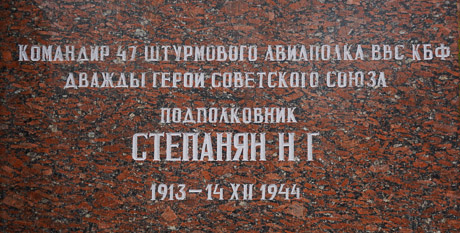 КОМАНДИР 47 ШТУРМОВОГО АВИАПОЛКА ВВС КБФ
ДВАЖДЫ ГЕРОЙ СОВЕТСКОГО СОЮЗА
ПОДПОЛКОВНИК
СТЕПАНЯН Н.Г
1913–14 XII 1944